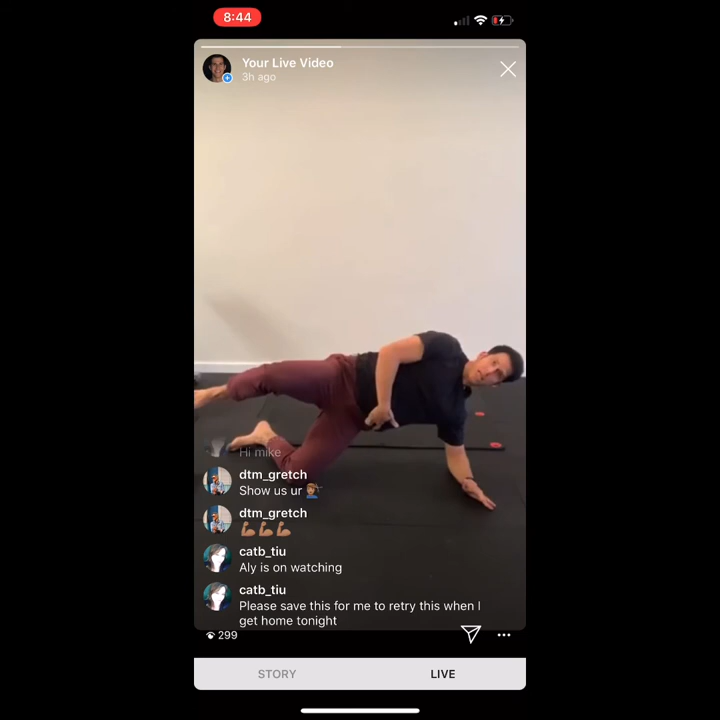 8:44
Your Live Video
3h ago
Hi mike
dtm_gretch
Show us ur
dtm_gretch
catb_tiu
Aly is on watching
catb_tiu
Please save this for me to retry this when I
get home tonight
299
STORY
LIVE